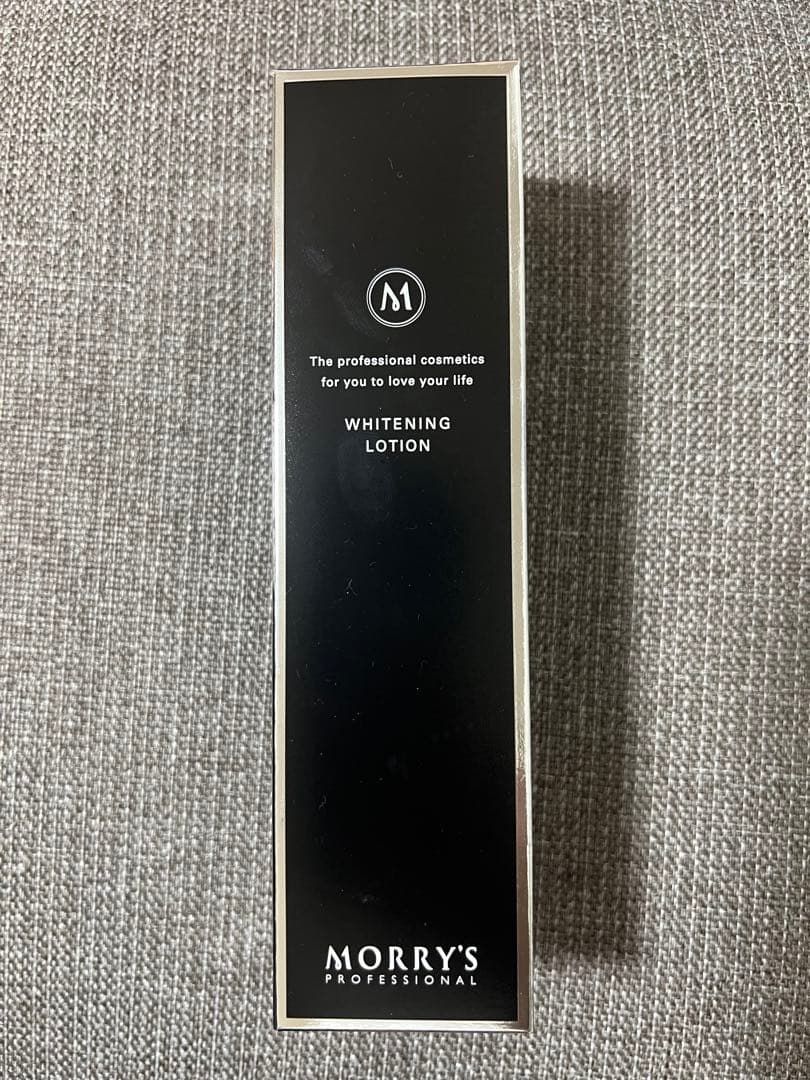 M
The professional cosmetics
for you to love your life
WHITENING
LOTION
MORRY'S
PROFESSIONAL